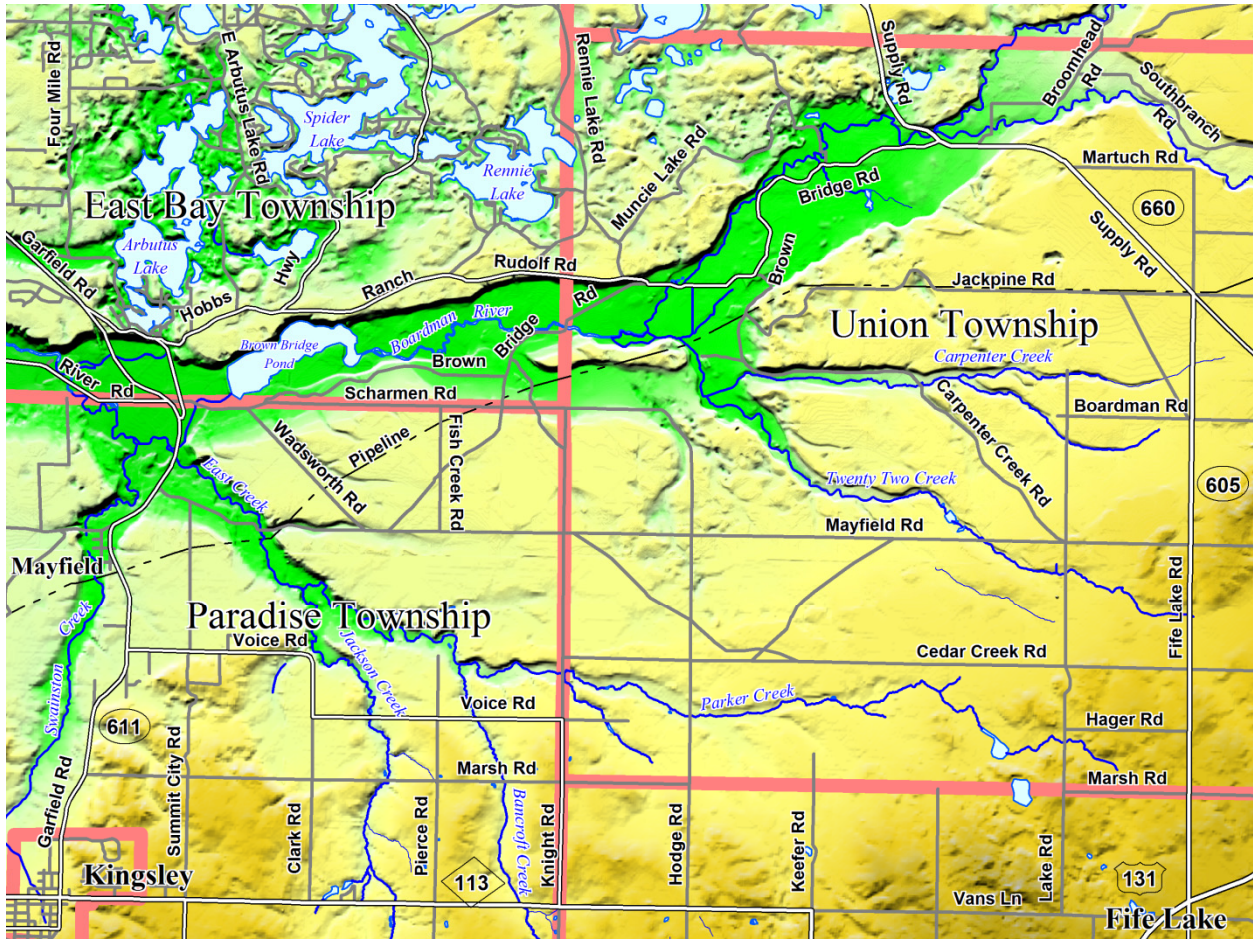 Four Mile Rd
E Arbutus Lake Rd
Spider
Lake
Rennie
Lake
Rennie Lake Rd
Muncie Lake Rd
Supply Rd
Broomhead
Rd
Southbranch
Rd
Martuch Rd
660
East Bay Township
Arbutus
Lake
Garfield Rd
Hobbs
Hwy
Ranch
Rudolf Rd
Bridge Rd
Brown
Supply Rd
Jackpine Rd
Union Township
Brown Bridge
Pond
Boardman
River
Brown
Bridge
Rd
River
Rd
Scharmen Rd
Carpenter Creek
Carpenter Creek Rd
Boardman Rd
Wadsworth Rd
Pipeline
Fish Creek Rd
East Creek
Twenty Two Creek
605
Mayfield Rd
Mayfield
Fife Lake Rd
Swainston
Creek
Paradise Township
Voice Rd
Jackson Creek
Cedar Creek Rd
Parker Creek
Voice Rd
Hager Rd
611
Garfield Rd
Summit City Rd
Clark Rd
Pierce Rd
Marsh Rd
Bancroft Creek
Knight Rd
Hodge Rd
Keefer Rd
Lake Rd
Marsh Rd
Kingsley
113
131
Vans Ln
Fife Lake